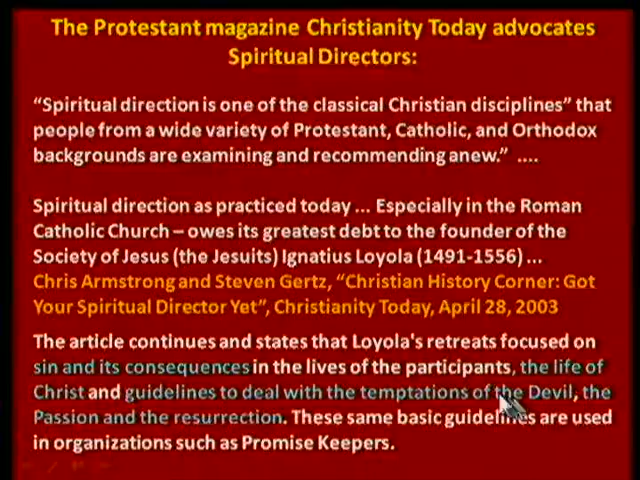 The Protestant magazine Christianity Today advocates
Spiritual Directors:
“Spiritual direction is one of the classical Christian disciplines” that
people from a wide variety of Protestant, Catholic, and Orthodox
backgrounds are examining and recommending anew.” ....
Spiritual direction as practiced today ... Especially in the Roman
Catholic Church – owes its greatest debt to the founder of the
Society of Jesus (the Jesuits) Ignatius Loyola (1491-1556) ...
Chris Armstrong and Steven Gertz, “Christian History Corner: Got
Your Spiritual Director Yet”, Christianity Today, April 28, 2003
The article continues and states that Loyola's retreats focused on
sin and its consequences in the lives of the participants, the life of
Christ and guidelines to deal with the temptations of the Devil, the
Passion and the resurrection. These same basic guidelines are used
in organizations such as Promise Keepers.